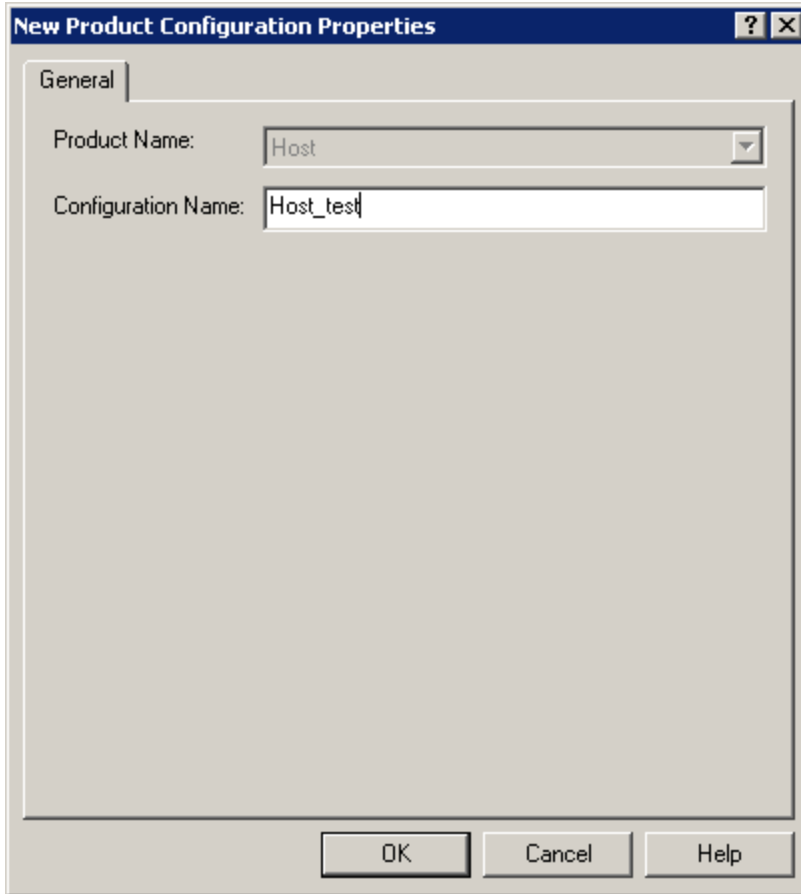 New Product Configuration Properties
General
Product Name: Host
Configuration Name: Host_test
OK Cancel Help